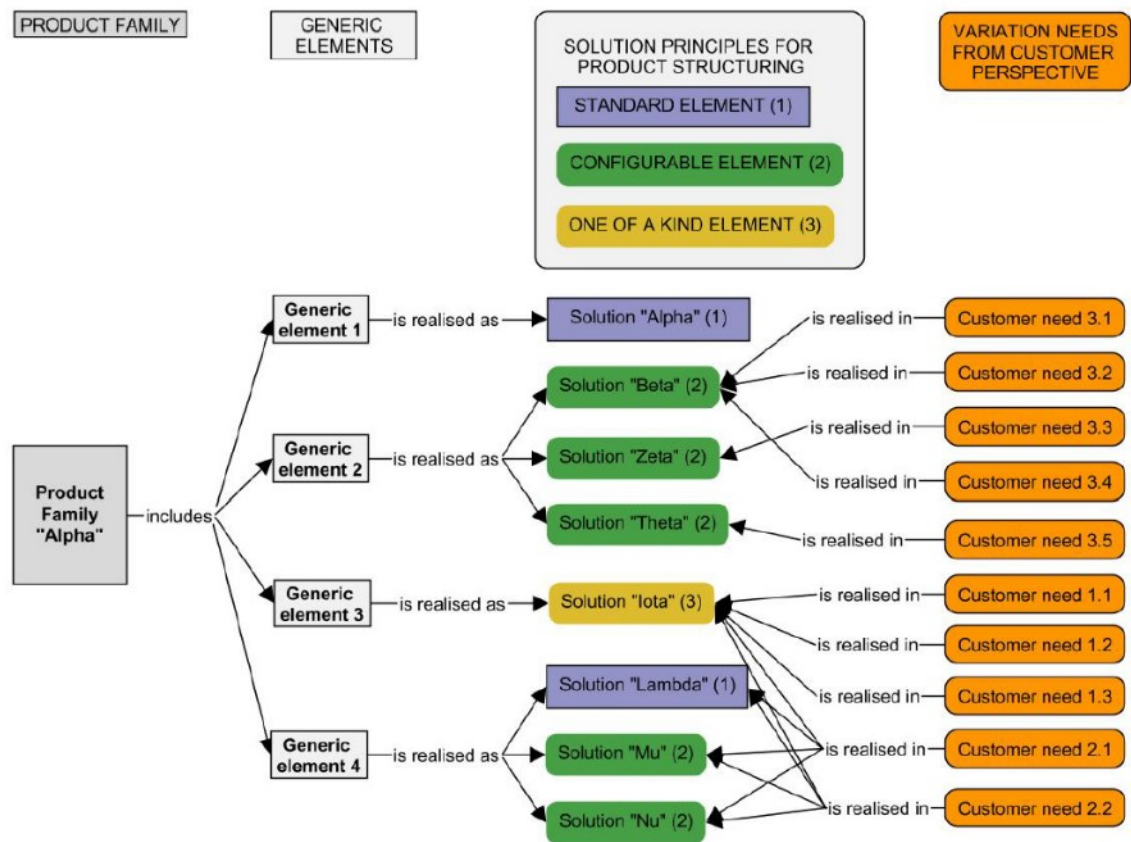 PRODUCT FAMILY
GENERIC
ELEMENTS
SOLUTION PRINCIPLES FOR
PRODUCT STRUCTURING
STANDARD ELEMENT (1)
CONFIGURABLE ELEMENT (2)
ONE OF A KIND ELEMENT (3)
VARIATION NEEDS
FROM CUSTOMER
PERSPECTIVE
Product
Family
"Alpha"
includes
Generic
element 1
is realised as
Solution "Alpha" (1)
is realised in
Customer need 3.1
Solution "Beta" (2)
is realised in
Customer need 3.2
Generic
element 2
is realised as
Solution "Zeta" (2)
is realised in
Customer need 3.3
is realised in
Customer need 3.4
Solution "Theta" (2)
is realised in
Customer need 3.5
Generic
element 3
is realised as
Solution "Iota" (3)
is realised in
Customer need 1.1
is realised in
Customer need 1.2
Solution "Lambda" (1)
is realised in
Customer need 1.3
Generic
element 4
is realised as
Solution "Mu" (2)
is realised in
Customer need 2.1
Solution "Nu" (2)
is realised in
Customer need 2.2